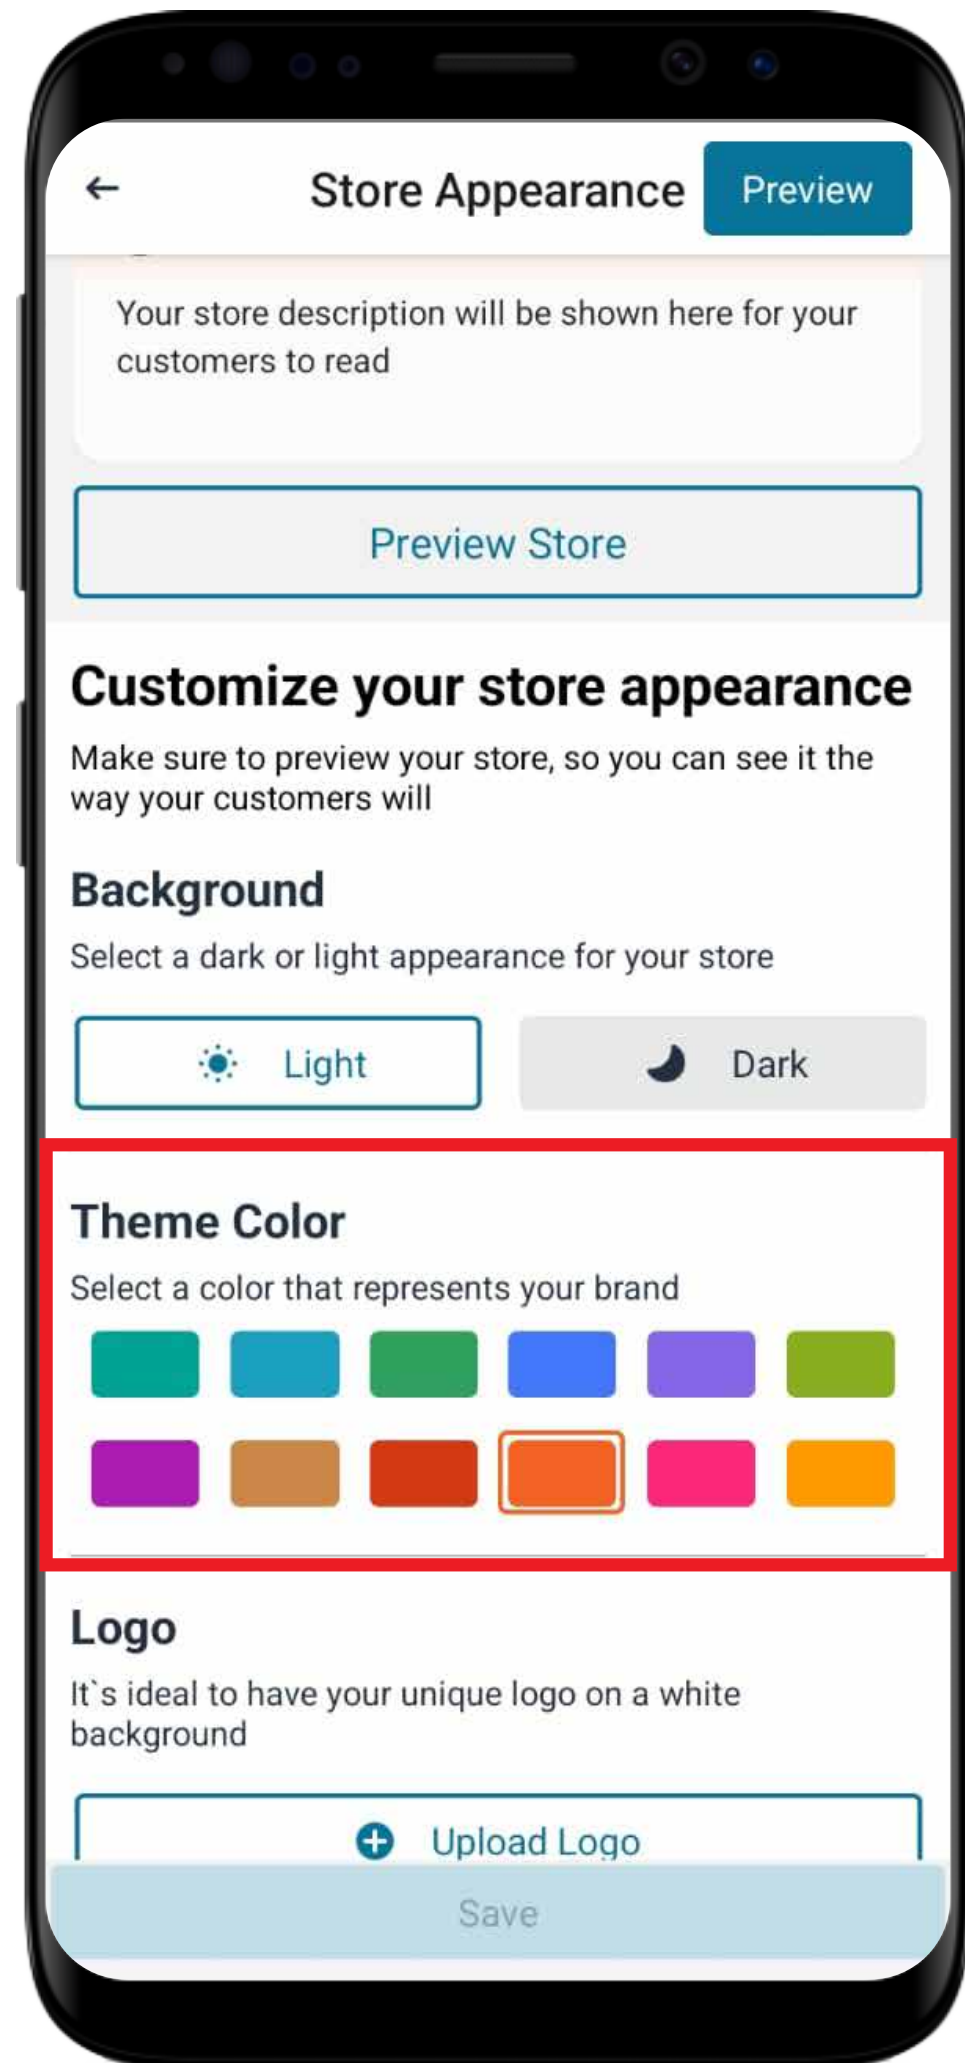 Store Appearance
Preview
Your store description will be shown here for your
customers to read
Preview Store
Customize your store appearance
Make sure to preview your store, so you can see it the
way your customers will
Background
Select a dark or light appearance for your store
Light
Dark
Theme Color
Select a color that represents your brand
Logo
It`s ideal to have your unique logo on a white
background
Upload Logo
Save